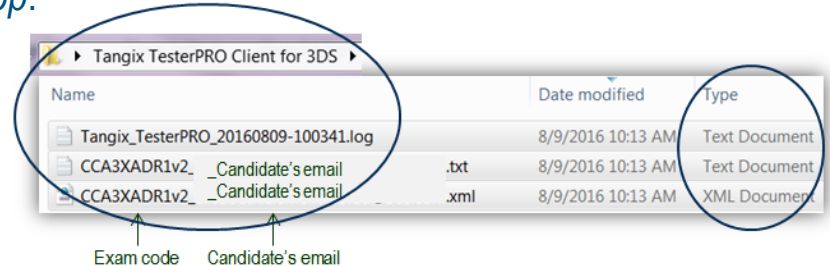 op.
Tangix TesterPRO Client for 3DS
Name Date modified Type
Tangix_TesterPRO_20160809-100341.log 8/9/2016 10:13 AM Text Document
CCA3XADR1v2_ _Candidate's email .txt 8/9/2016 10:13 AM Text Document
CCA3XADR1v2_ _Candidate's email .xml 8/9/2016 10:13 AM XML Document
Exam code Candidate's email